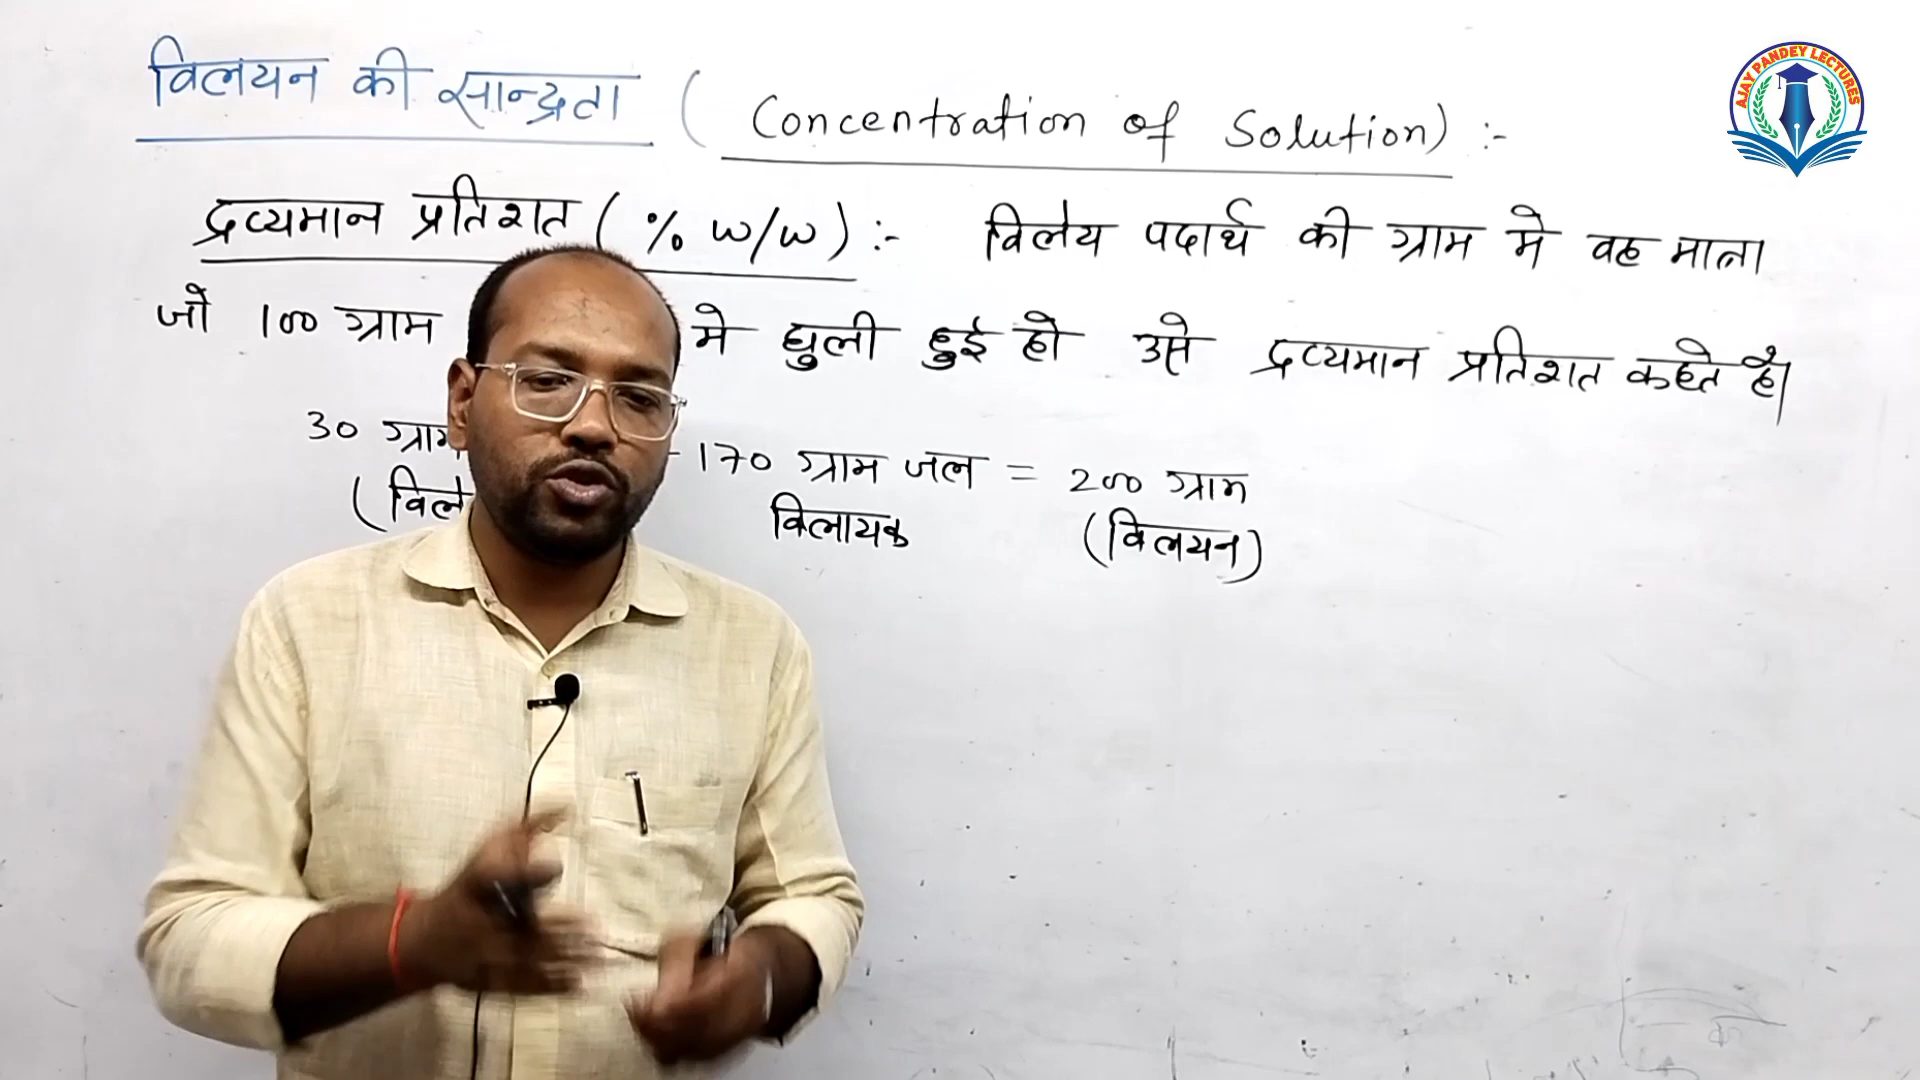 विलयन की सान्द्रता ( Concentration of Solution) :-
द्रव्यमान प्रतिशत ( % w/w ) :- विलेय पदार्थ की ग्राम मे वह मात्रा
जो 100 ग्राम मे घुली हुई हो उसे द्रव्यमान प्रतिशत कहते है।
30 170 ग्राम जल = 200 ग्राम
विलायक (विलयन)
AJAY PANDEY LECTURES